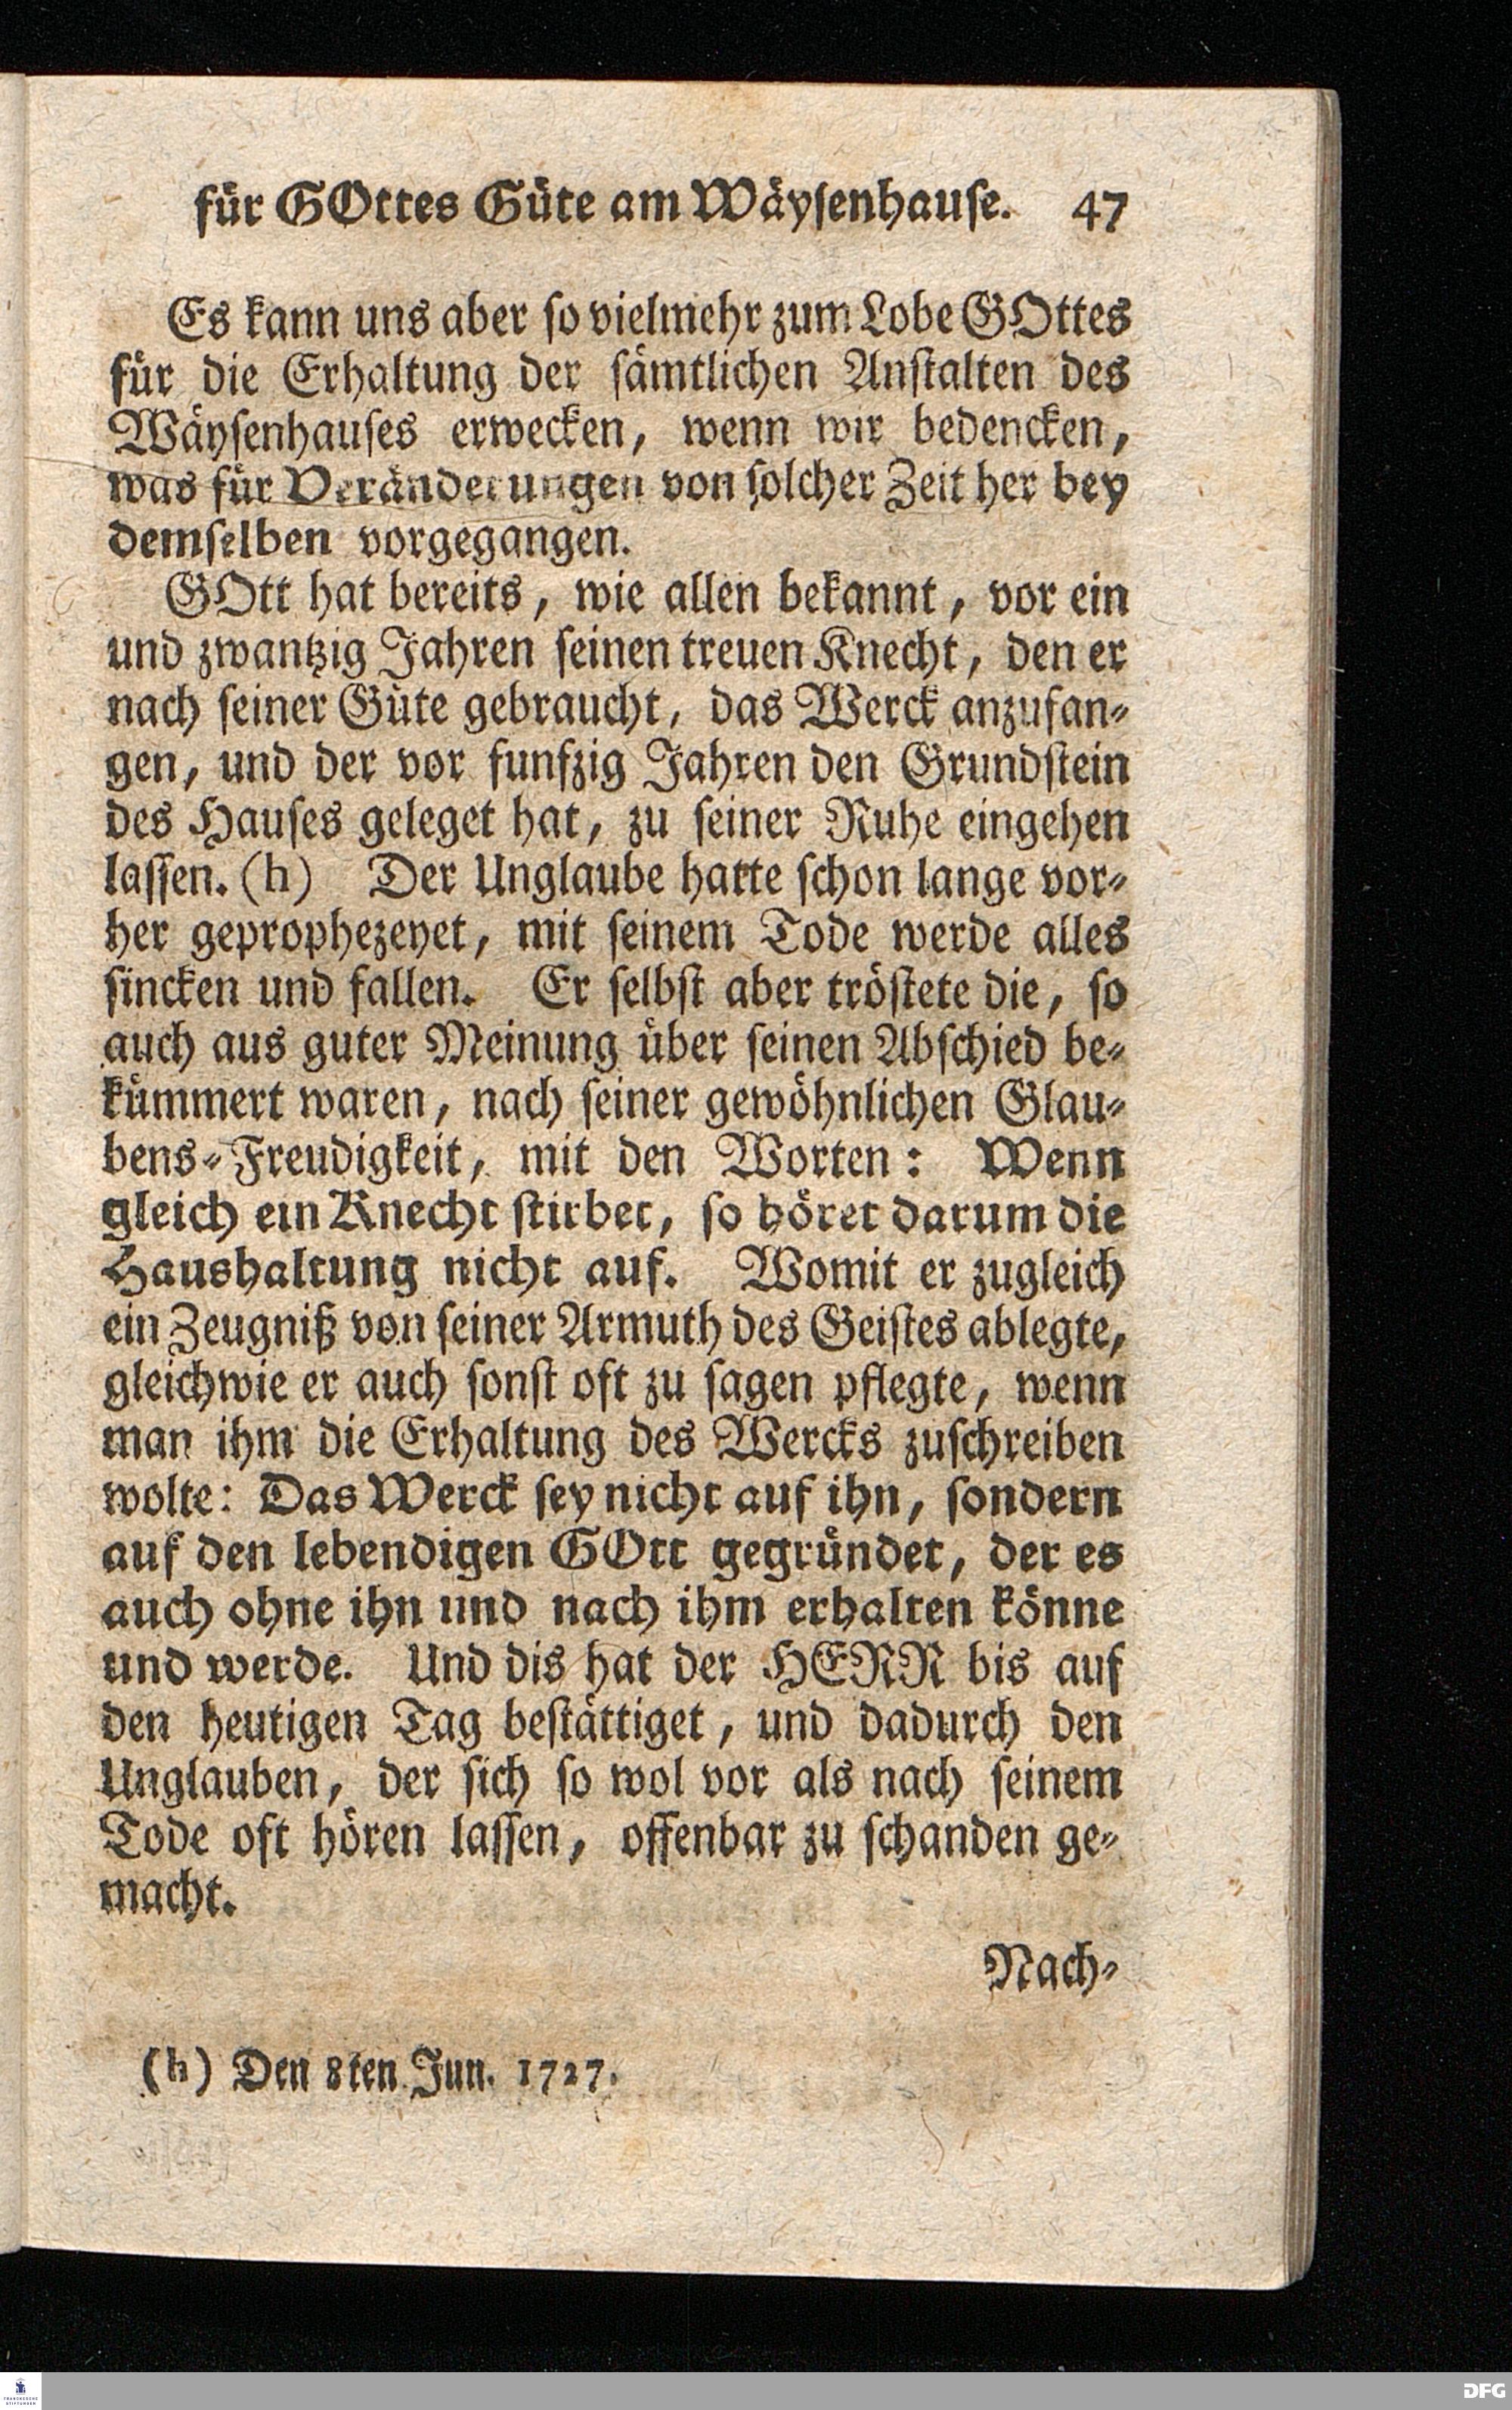 für GOttes Güte am Wäysenhause. 47
Es kann uns aber so vielmehr zum Lobe GOttes
für die Erhaltung der sämtlichen Anstalten des
Wäysenhauses erwecken, wenn wir bedencken,
was für Veränderungen von solcher Zeit her bey
demselben vorgegangen.
GOtt hat bereits, wie allen bekannt, vor ein
und zwantzig Jahren seinen treuen Knecht, den er
nach seiner Güte gebraucht, das Werck anzufan-
gen, und der vor funfzig Jahren den Grundstein
des Hauses geleget hat, zu seiner Ruhe eingehen
lassen. (h) Der Unglaube hatte schon lange vor-
her geprophezeyet, mit seinem Tode werde alles
sincken und fallen. Er selbst aber tröstete die, so
auch aus guter Meinung über seinen Abschied be-
kümmert waren, nach seiner gewöhnlichen Glau-
bens-Freudigkeit, mit den Worten: Wenn
gleich ein Knecht stirbet, so höret darum die
Haushaltung nicht auf. Womit er zugleich
ein Zeugniß von seiner Armuth des Geistes ablegte,
gleichwie er auch sonst oft zu sagen pflegte, wenn
man ihm die Erhaltung des Wercks zuschreiben
wolte: Das Werck sey nicht auf ihn, sondern
auf den lebendigen GOtt gegründet, der es
auch ohne ihn und nach ihm erhalten könne
und werde. Und dis hat der HERR bis auf
den heutigen Tag bestättiget, und dadurch den
Unglauben, der sich so wol vor als nach seinem
Tode oft hören lassen, offenbar zu schanden ge-
macht.
Nach-
(h) Den 8ten Jun. 1727.
FRANCKESCHE
STIFTUNGEN
DFG